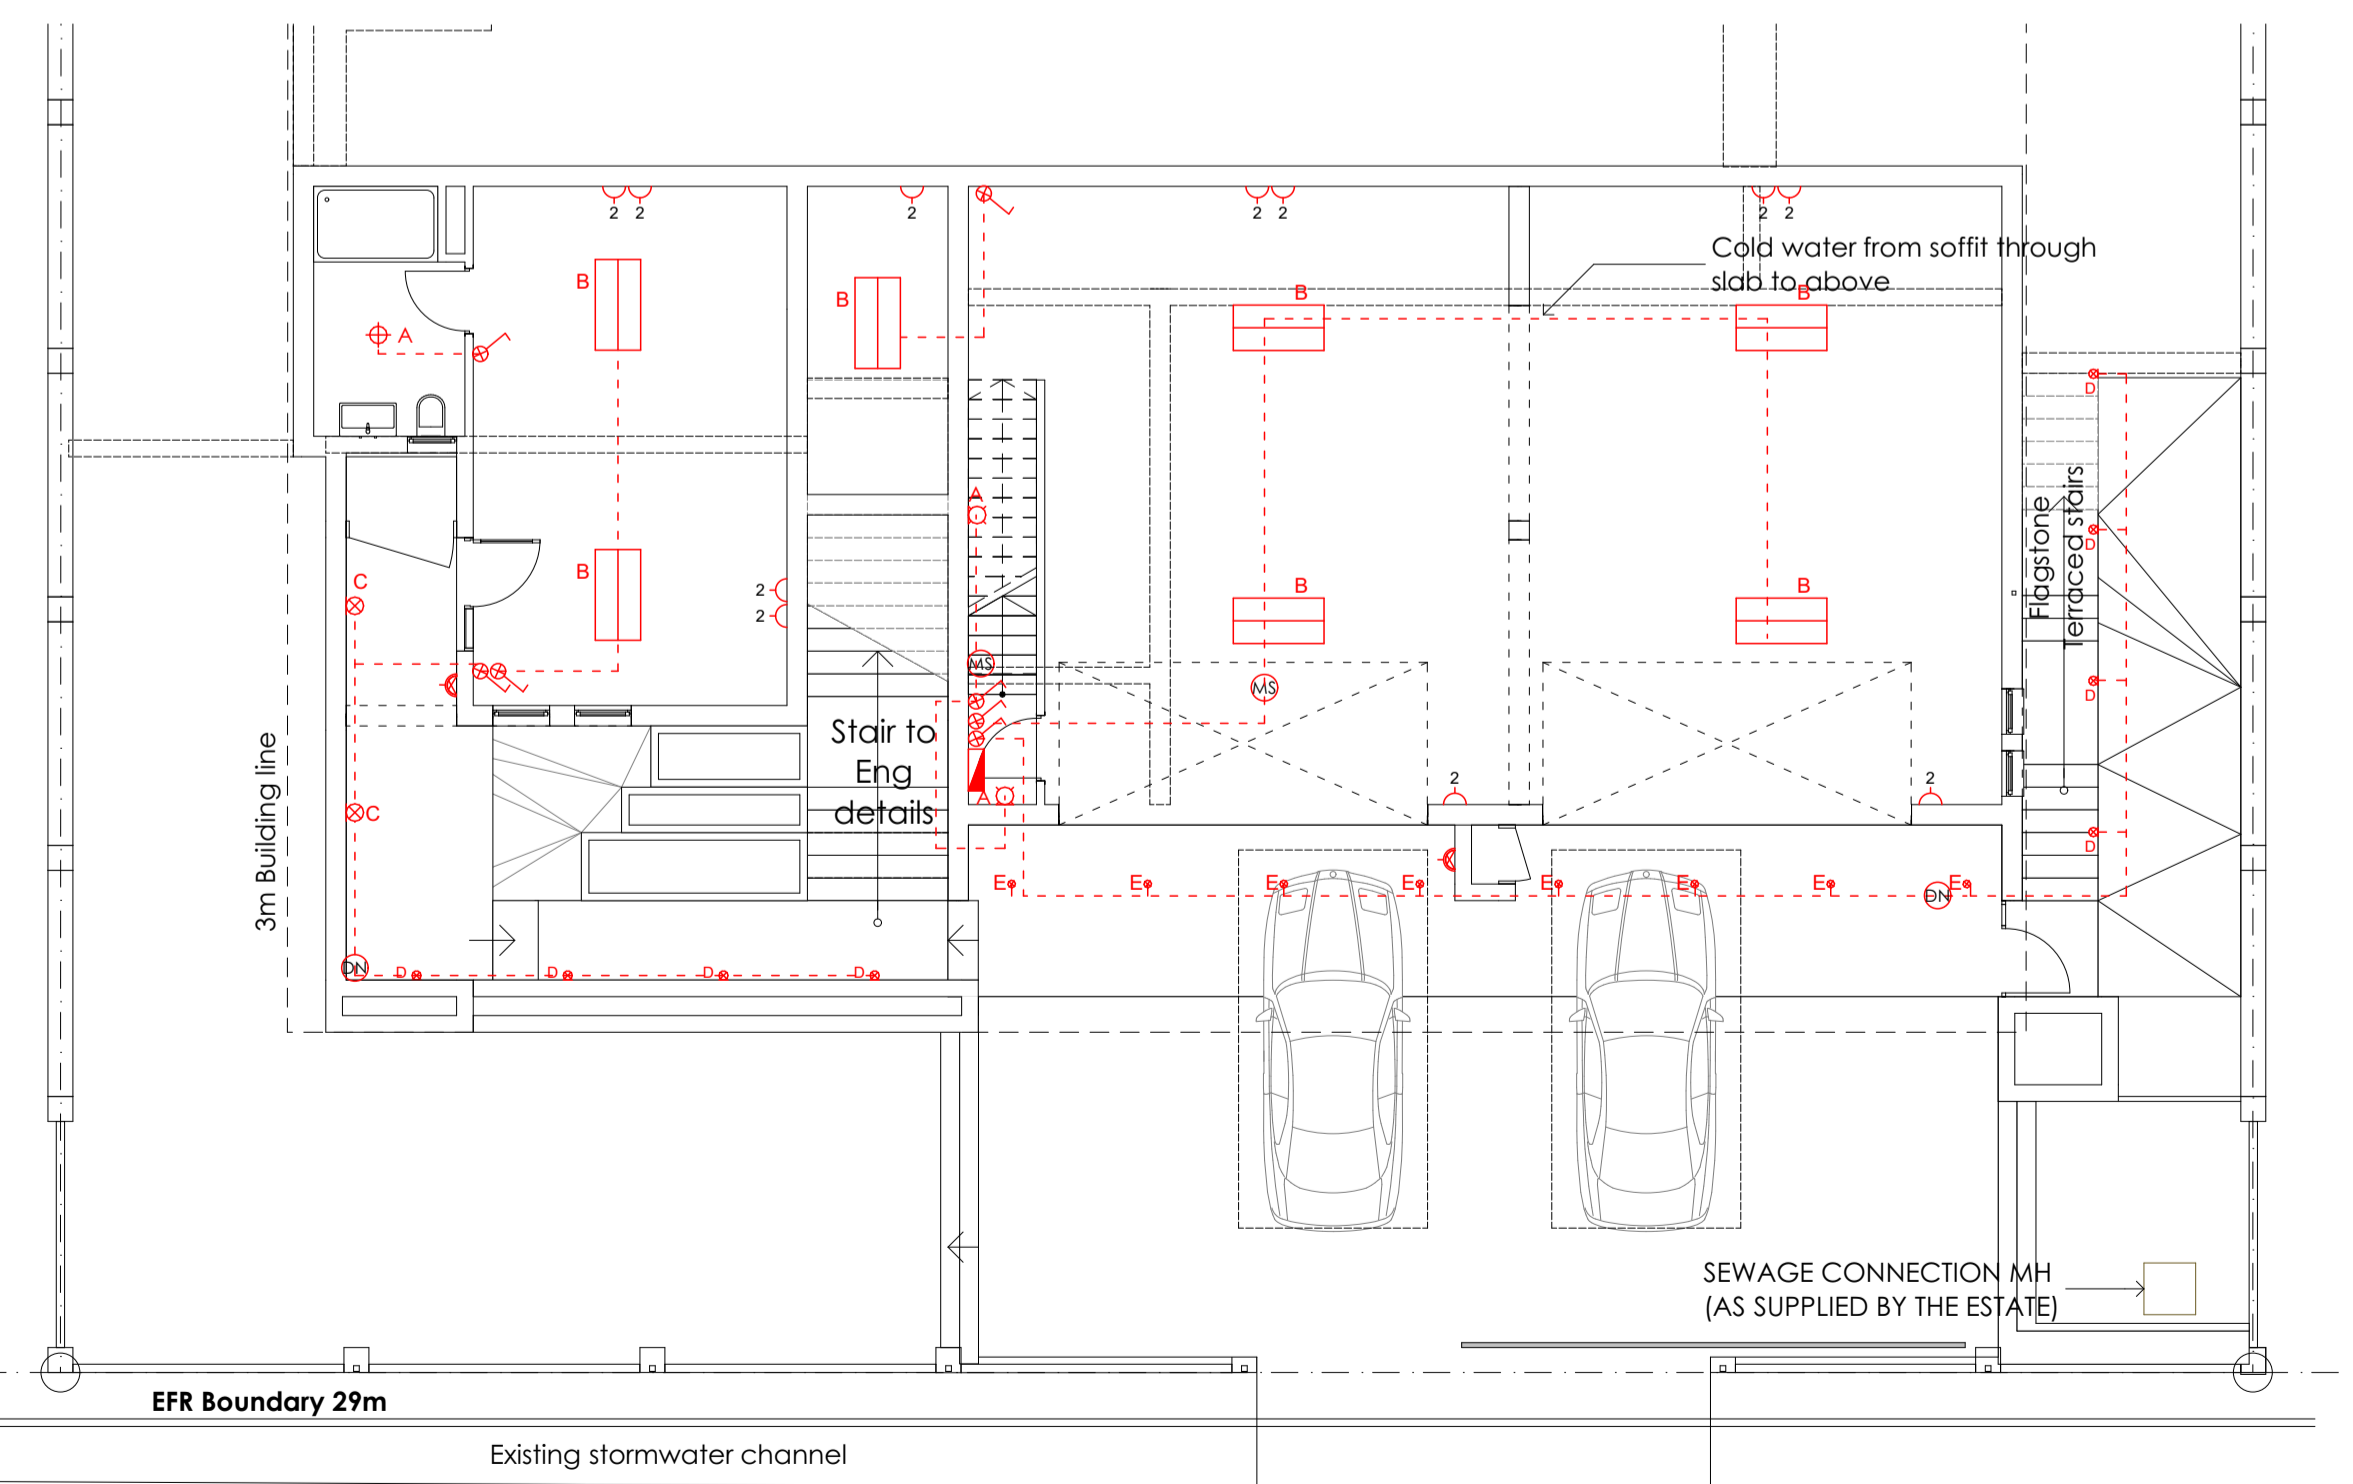 2 2
2
2 2
2 2
Cold water from soffit through
slab to above
B
B
B
B
B
A
D
A
D
C
B
2
2
B
B
Flagstone
Terraced stairs
MS
MS
D
3m Building line
Stair to
Eng
details
C
A
2
2
D
E
E
E
E
E
E
E
E
DN
DN
D
D
D
D
SEWAGE CONNECTION MH
(AS SUPPLIED BY THE ESTATE)
EFR Boundary 29m
Existing stormwater channel